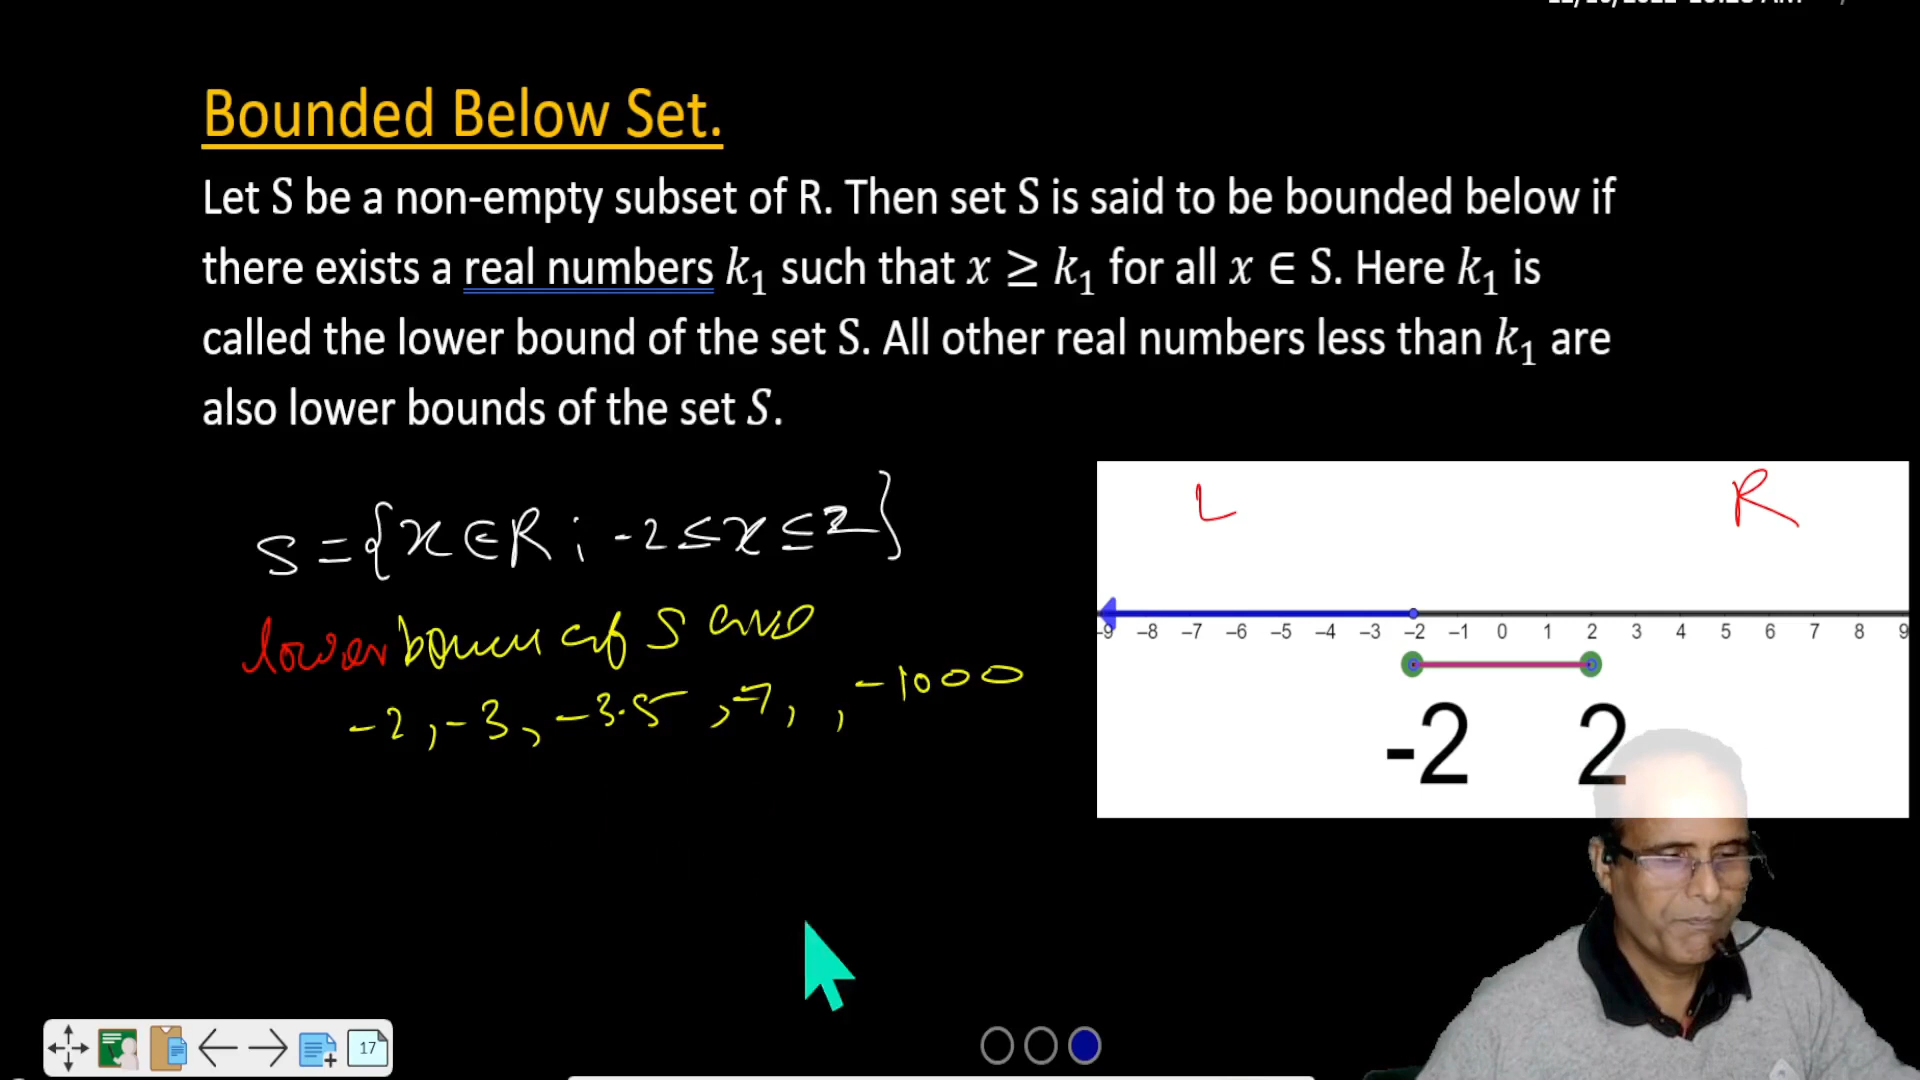 Bounded Below Set.
Let S be a non-empty subset of R. Then set S is said to be bounded below if
there exists a real numbers k₁ such that x ≥ k₁ for all x ∈ S. Here k₁ is
called the lower bound of the set S. All other real numbers less than k₁ are
also lower bounds of the set S.
S = {x ∈ R ; -2 ≤ x ≤ 2}
lower boun of S are
-2, -3, -3.5, -7, , -1000
L R
-9 -8 -7 -6 -5 -4 -3 -2 -1 0 1 2 3 4 5 6 7 8 9
-2 2
17